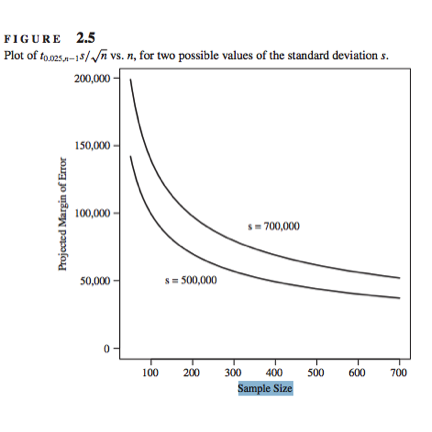 FIGURE 2.5
Plot of t0.025,n−1s/√n vs. n, for two possible values of the standard deviation s.
200,000
150,000
100,000
50,000
0
Projected Margin of Error
s = 700,000
s = 500,000
100 200 300 400 500 600 700
Sample Size